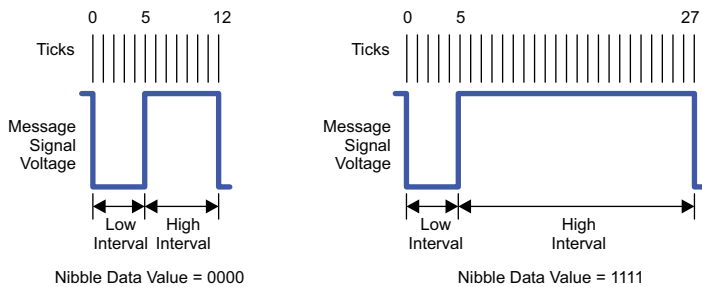 0 5 12
Ticks
Message
Signal
Voltage
Low
Interval
High
Interval
Nibble Data Value = 0000
0 5 27
Ticks
Message
Signal
Voltage
Low
Interval
High
Interval
Nibble Data Value = 1111